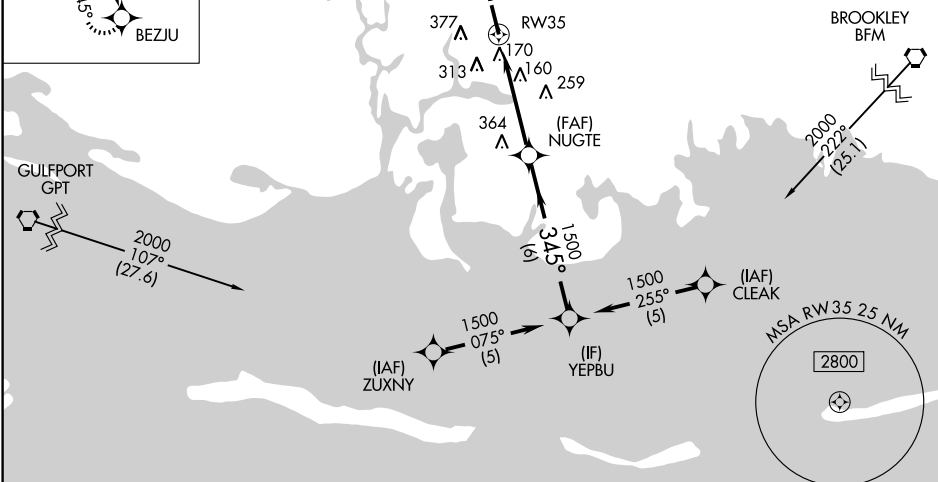 45°
BEZJU
377
RW35
170
160
313
259
364
(FAF)
NUGTE
BROOKLEY
BFM
2000
222°
(25.1)
GULFPORT
GPT
2000
107°
(27.6)
1500
345°
(6)
1500
255°
(5)
(IAF)
CLEAK
1500
075°
(5)
(IAF)
ZUXNY
(IF)
YEPBU
MSA RW35 25 NM
2800